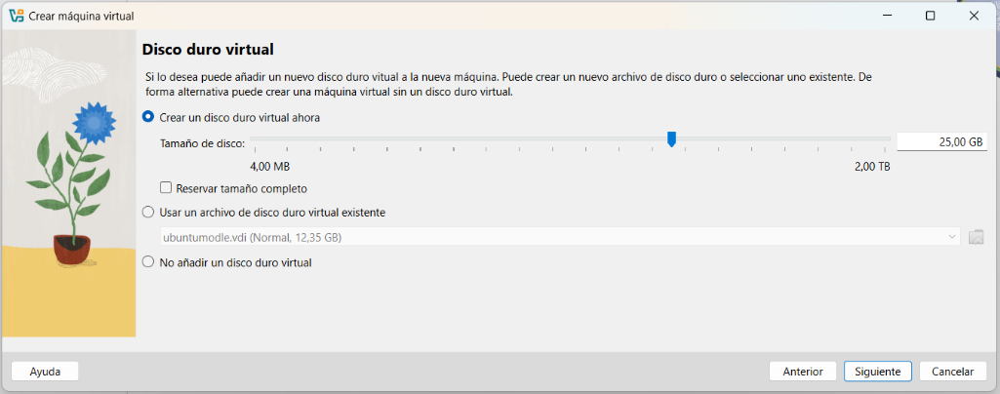 Crear máquina virtual
Disco duro virtual
Si lo desea puede añadir un nuevo disco duro vitual a la nueva máquina. Puede crear un nuevo archivo de disco duro o seleccionar uno existente. De
forma alternativa puede crear una máquina virtual sin un disco duro virtual.
Crear un disco duro virtual ahora
Tamaño de disco:
25,00 GB
4,00 MB
2,00 TB
Reservar tamaño completo
Usar un archivo de disco duro virtual existente
ubuntumodle.vdi (Normal, 12,35 GB)
No añadir un disco duro virtual
Ayuda
Anterior
Siguiente
Cancelar